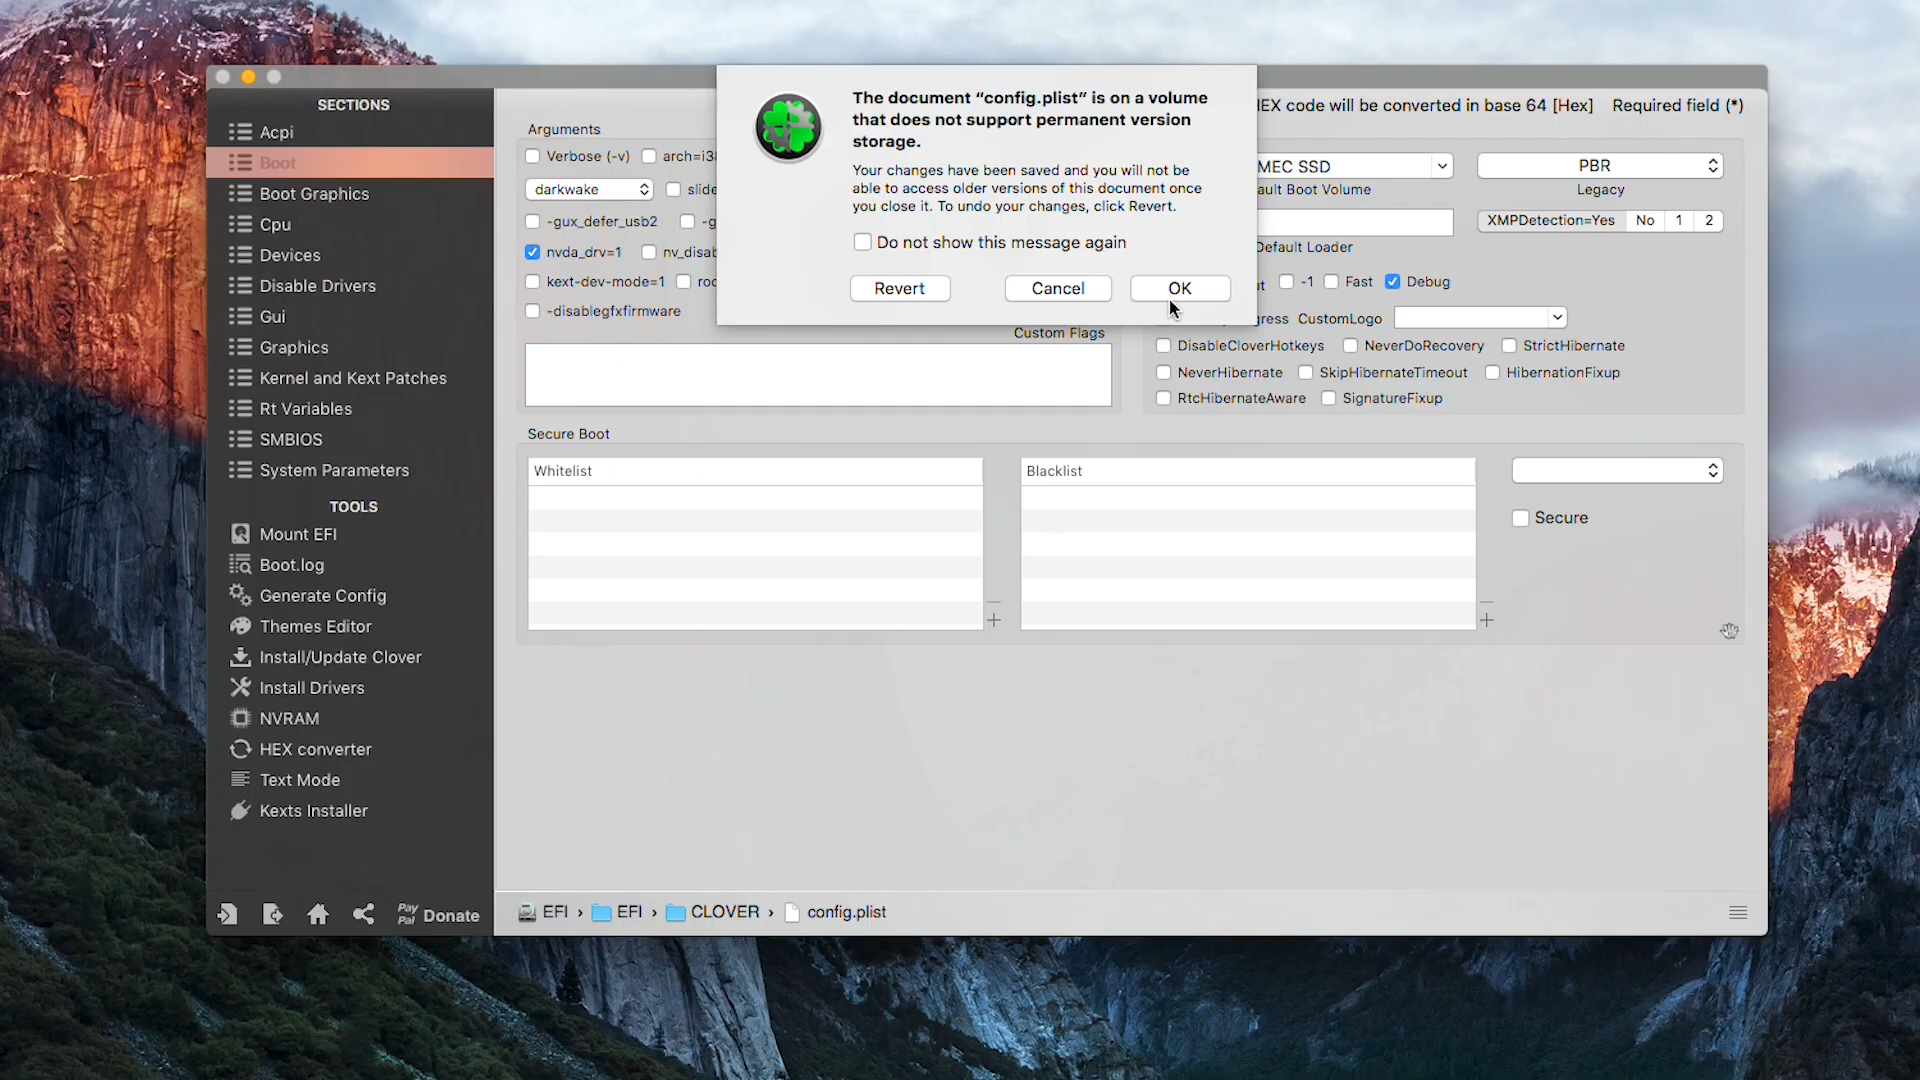 SECTIONS
Acpi
Boot
Boot Graphics
Cpu
Devices
Disable Drivers
Gui
Graphics
Kernel and Kext Patches
Rt Variables
SMBIOS
System Parameters
TOOLS
Mount EFI
Boot.log
Generate Config
Themes Editor
Install/Update Clover
Install Drivers
NVRAM
HEX converter
Text Mode
Kexts Installer
Pay
Pal
Donate
The document “config.plist” is on a volume
that does not support permanent version
storage.
Your changes have been saved and you will not be
able to access older versions of this document once
you close it. To undo your changes, click Revert.
Do not show this message again
Revert Cancel OK
HEX code will be converted in base 64 [Hex] Required field (*)
Arguments
Verbose (-v)
darkwake
-gux_defer_usb2
nvda_drv=1
kext-dev-mode=1
-disablegfxfirmware
Custom Flags
MEC SSD
Boot Volume
Default Loader
PBR
Legacy
XMPDetection=Yes No 1 2
-1 Fast Debug
CustomLogo
DisableCloverHotkeys NeverDoRecovery StrictHibernate
NeverHibernate SkipHibernateTimeout HibernationFixup
RtcHibernateAware SignatureFixup
Secure Boot
Whitelist
Blacklist
Secure
EFI › EFI › CLOVER › config.plist